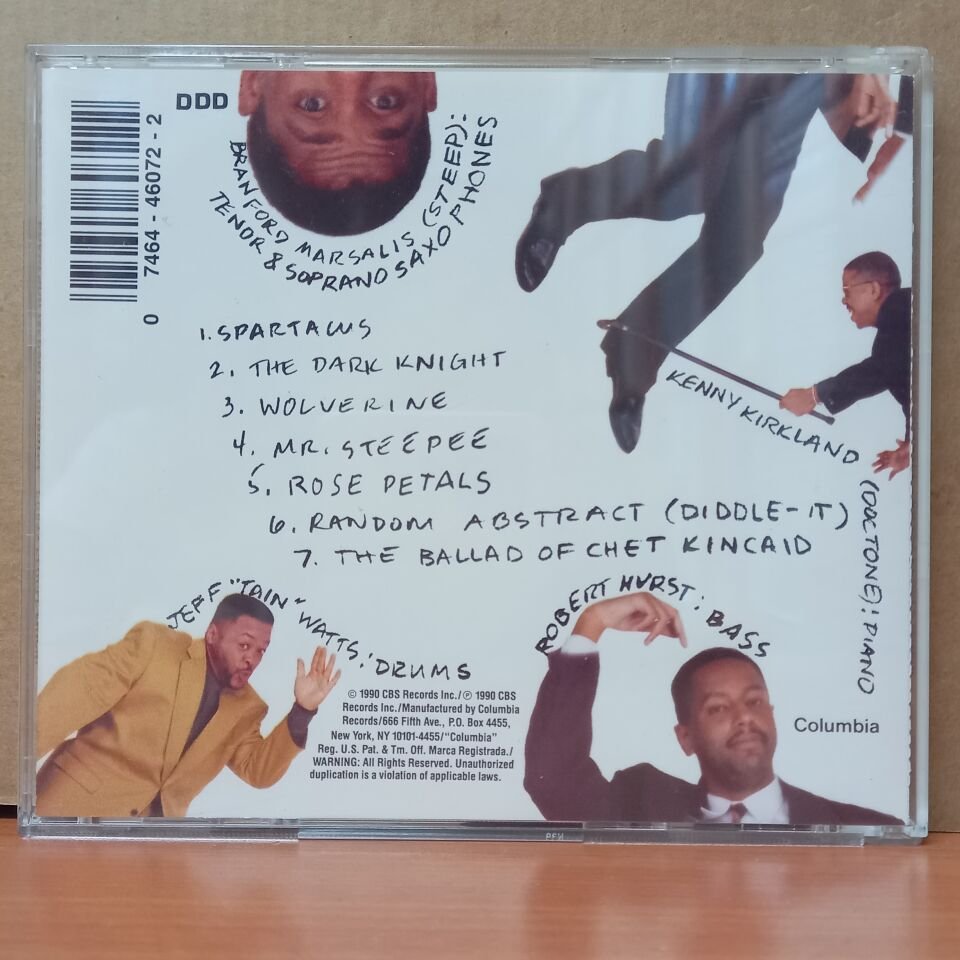 DDD
0 7464 - 46072 - 2
BRANFORD MARSALIS (STEEP):
TENOR & SOPRANO SAXOPHONES
1. SPARTACUS
2. THE DARK KNIGHT
3. WOLVERINE
4. MR. STEEPEE
5. ROSE PETALS
6. RANDOM ABSTRACT (DIDDLE-IT)
7. THE BALLAD OF CHET KINCAID
KENNY KIRKLAND
(DOCTONE): PIANO
JEFF "TAIN" WATTS: DRUMS
ROBERT HURST: BASS
© 1990 CBS Records Inc./℗ 1990 CBS
Records Inc./Manufactured by Columbia
Records/666 Fifth Ave., P.O. Box 4455,
New York, NY 10101-4455/"Columbia"
Reg. U.S. Pat. & Tm. Off. Marca Registrada./
WARNING: All Rights Reserved. Unauthorized
duplication is a violation of applicable laws.
Columbia